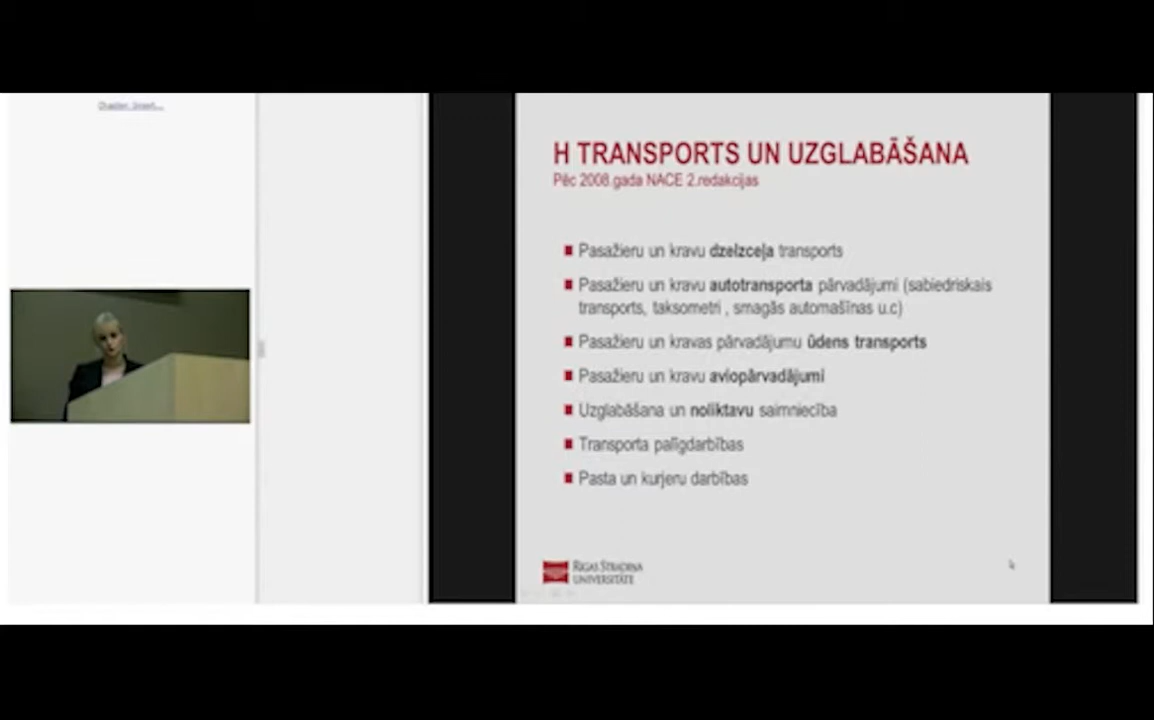 H TRANSPORTS UN UZGLABĀŠANA
Pēc 2008.gada NACE 2.redakcijas
Pasažieru un kravu dzelzceļa transports
Pasažieru un kravu autotransporta pārvadājumi (sabiedriskais
transports, taksometri , smagās automašīnas u.c)
Pasažieru un kravas pārvadājumu ūdens transports
Pasažieru un kravu aviopārvadājumi
Uzglabāšana un noliktavu saimniecība
Transporta palīgdarbības
Pasta un kurjeru darbības
RĪGAS STRADIŅA
UNIVERSITĀTE